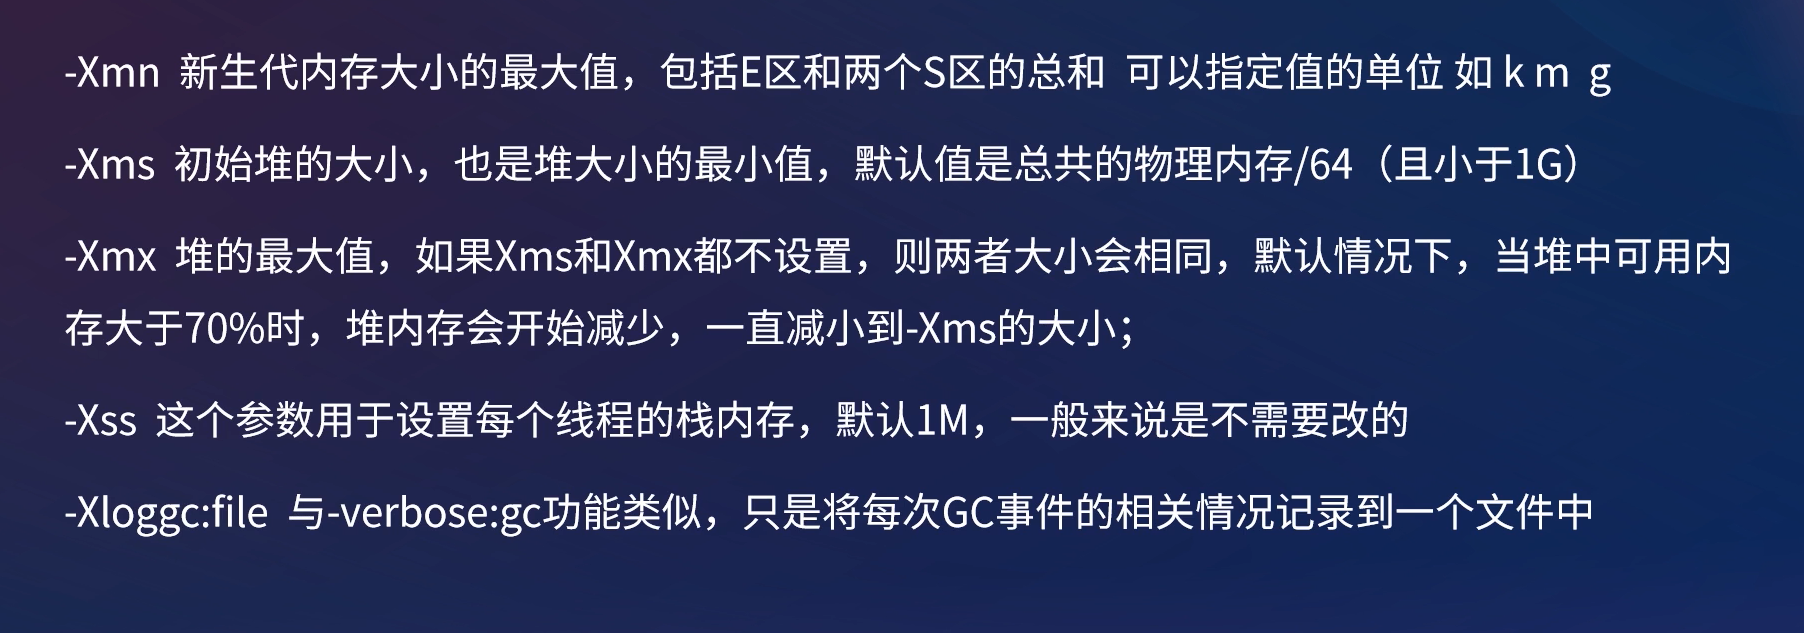 -Xmn 新生代内存大小的最大值，包括E区和两个S区的总和 可以指定值的单位 如 k m g
-Xms 初始堆的大小，也是堆大小的最小值，默认值是总共的物理内存/64（且小于1G）
-Xmx 堆的最大值，如果Xms和Xmx都不设置，则两者大小会相同，默认情况下，当堆中可用内
存大于70%时，堆内存会开始减少，一直减小到-Xms的大小；
-Xss 这个参数用于设置每个线程的栈内存，默认1M，一般来说是不需要改的
-Xloggc:file 与-verbose:gc功能类似，只是将每次GC事件的相关情况记录到一个文件中